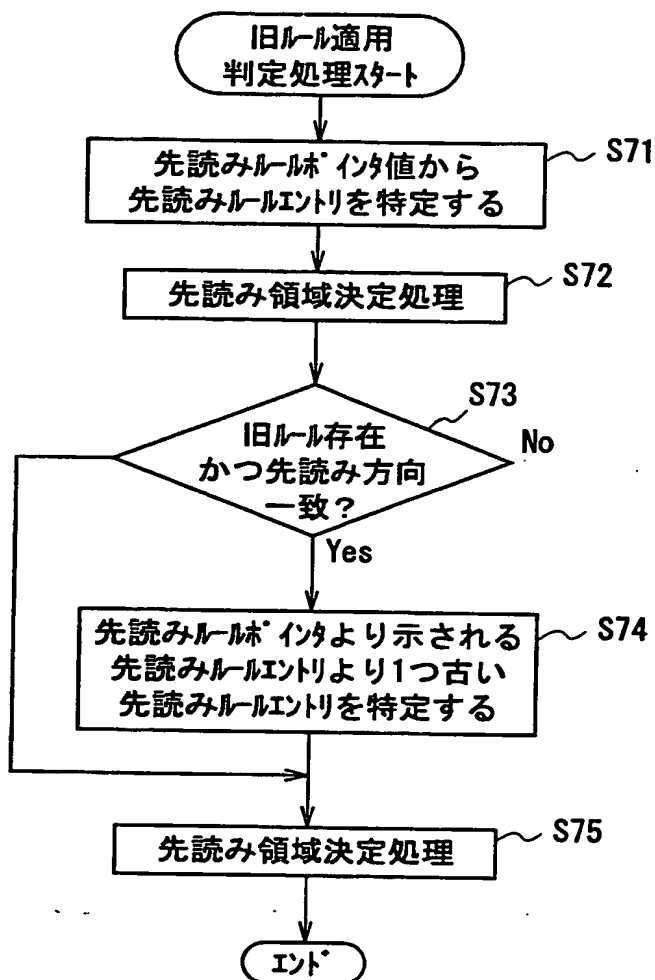 旧ルール適用
判定処理スタート
先読みルールポインタ値から
先読みルールエントリを特定する
S71
先読み領域決定処理
S72
旧ルール存在
かつ先読み方向
一致?
S73
No
Yes
先読みルールポインタより示される
先読みルールエントリより1つ古い
先読みルールエントリを特定する
S74
先読み領域決定処理
S75
エンド